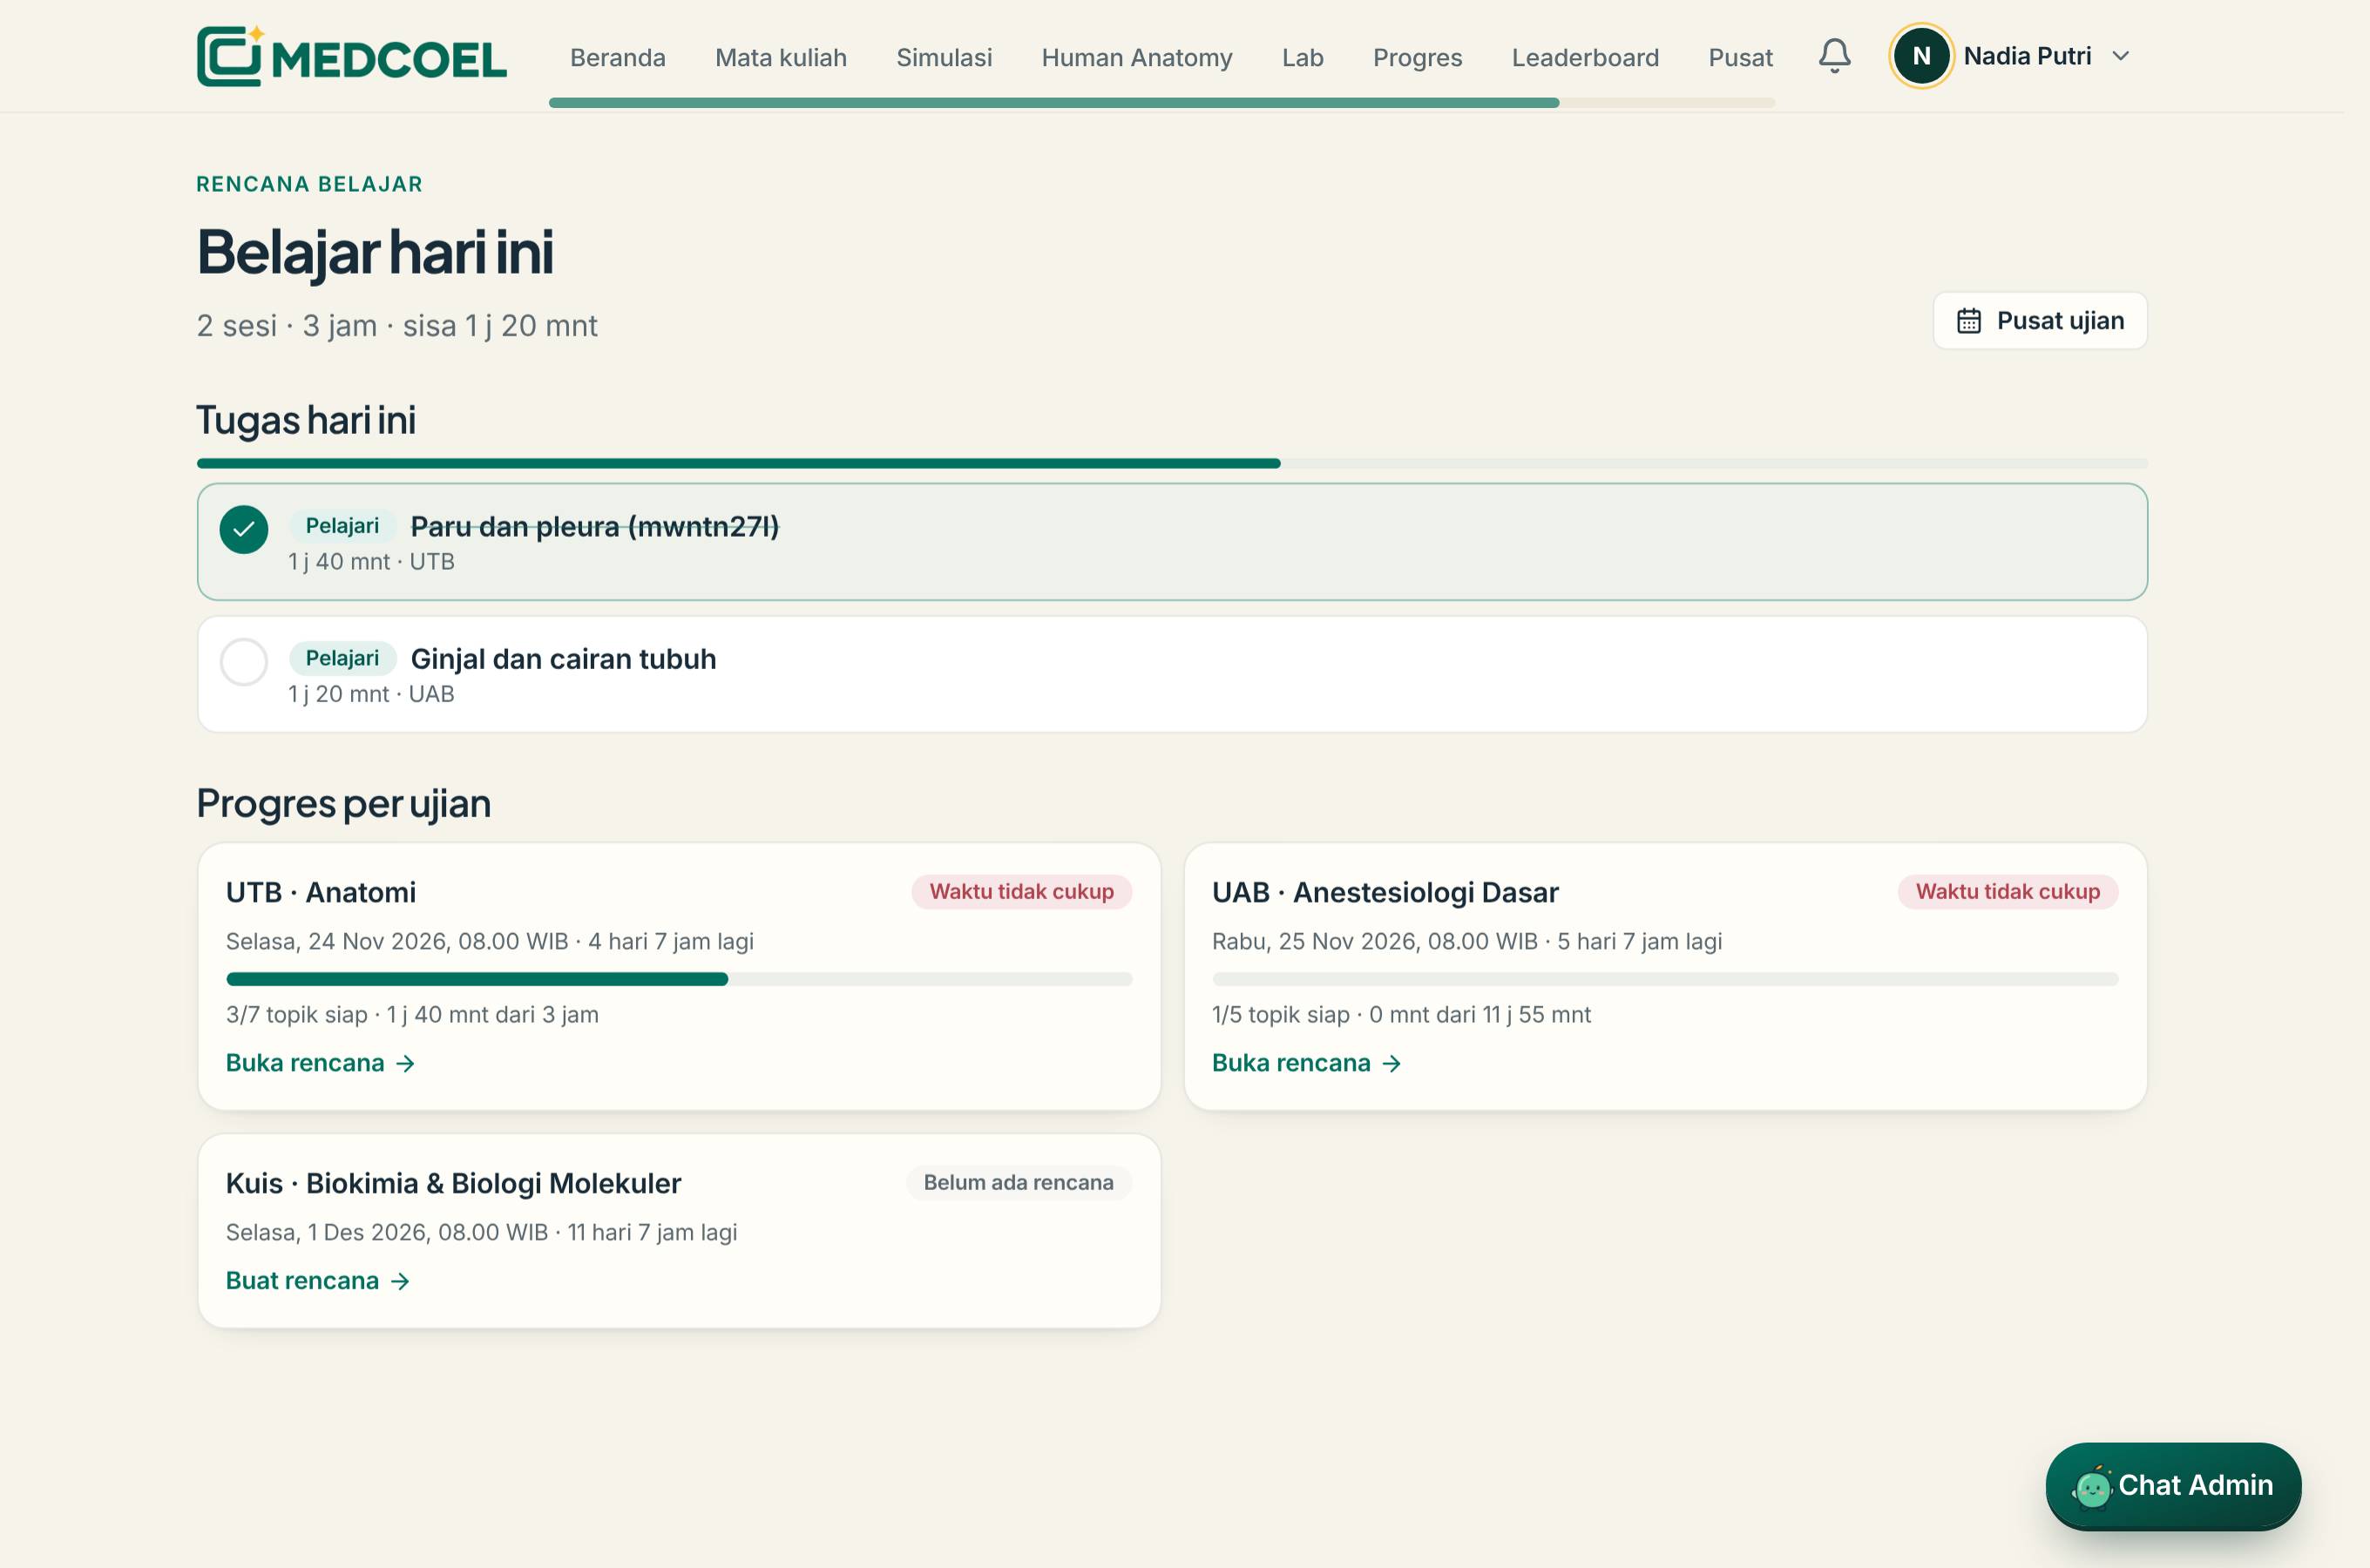 MEDCOEL
Beranda Mata kuliah Simulasi Human Anatomy Lab Progres Leaderboard Pusat
N Nadia Putri
RENCANA BELAJAR
Belajar hari ini
2 sesi · 3 jam · sisa 1 j 20 mnt
Pusat ujian
Tugas hari ini
Pelajari Paru dan pleura (mwntn27l)
1 j 40 mnt · UTB
Pelajari Ginjal dan cairan tubuh
1 j 20 mnt · UAB
Progres per ujian
UTB · Anatomi Waktu tidak cukup
Selasa, 24 Nov 2026, 08.00 WIB · 4 hari 7 jam lagi
3/7 topik siap · 1 j 40 mnt dari 3 jam
Buka rencana →
UAB · Anestesiologi Dasar Waktu tidak cukup
Rabu, 25 Nov 2026, 08.00 WIB · 5 hari 7 jam lagi
1/5 topik siap · 0 mnt dari 11 j 55 mnt
Buka rencana →
Kuis · Biokimia & Biologi Molekuler Belum ada rencana
Selasa, 1 Des 2026, 08.00 WIB · 11 hari 7 jam lagi
Buat rencana →
Chat Admin